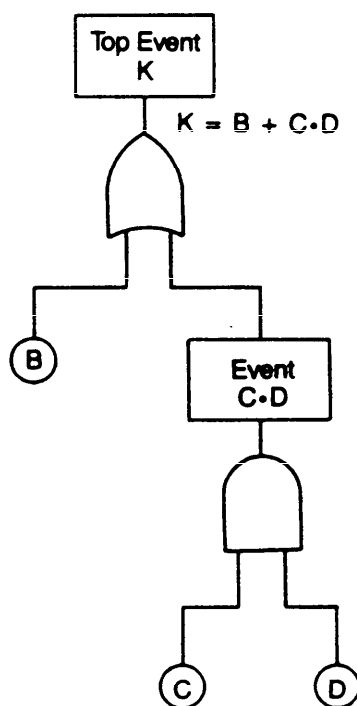 Top Event
K
K = B + C•D
B
Event
C•D
C
D